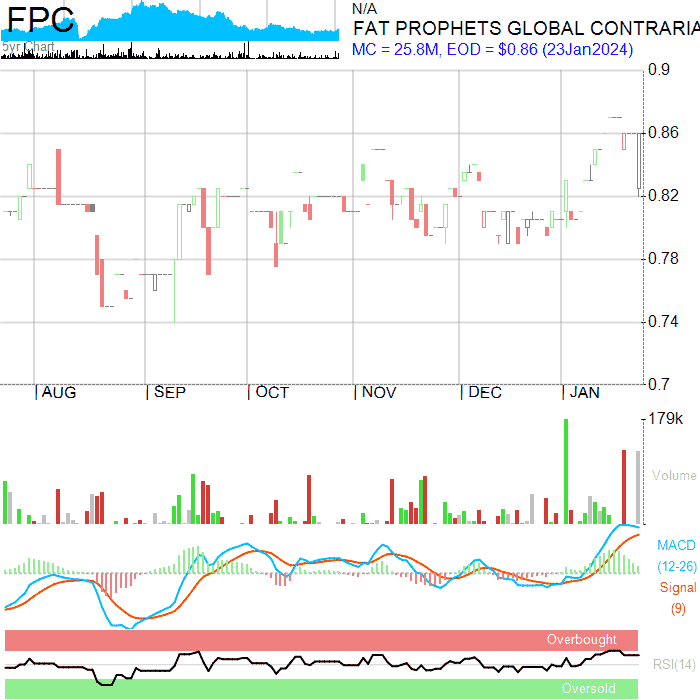 FPC
N/A
FAT PROPHETS GLOBAL CONTRARIA
5yr Chart
MC = 25.8M, EOD = $0.86 (23Jan2024)
0.9
0.86
0.82
0.78
0.74
0.7
AUG SEP OCT NOV DEC JAN
179k
Volume
MACD
(12-26)
Signal
(9)
Overbought
RSI(14)
Oversold